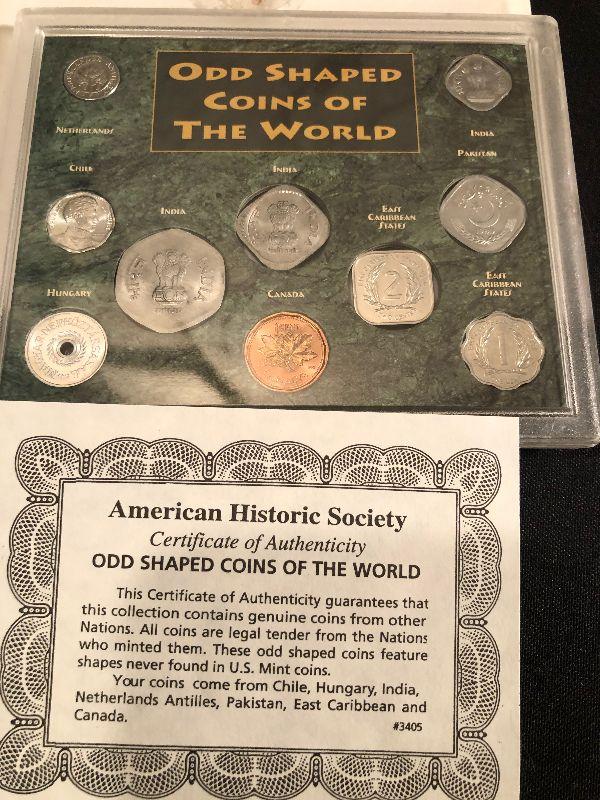 ODD SHAPED
COINS OF
THE WORLD
NETHERLANDS
INDIA
PAKISTAN
CHILE
INDIA
INDIA
EAST
CARIBBEAN
STATES
HUNGARY
CANADA
EAST
CARIBBEAN
STATES
INDIA
2
1
American Historic Society
Certificate of Authenticity
ODD SHAPED COINS OF THE WORLD
This Certificate of Authenticity guarantees that
this collection contains genuine coins from other
Nations. All coins are legal tender from the Nations
who minted them. These odd shaped coins feature
shapes never found in U.S. Mint coins.
Your coins come from Chile, Hungary, India,
Netherlands Antilles, Pakistan, East Caribbean and
Canada.
#3405